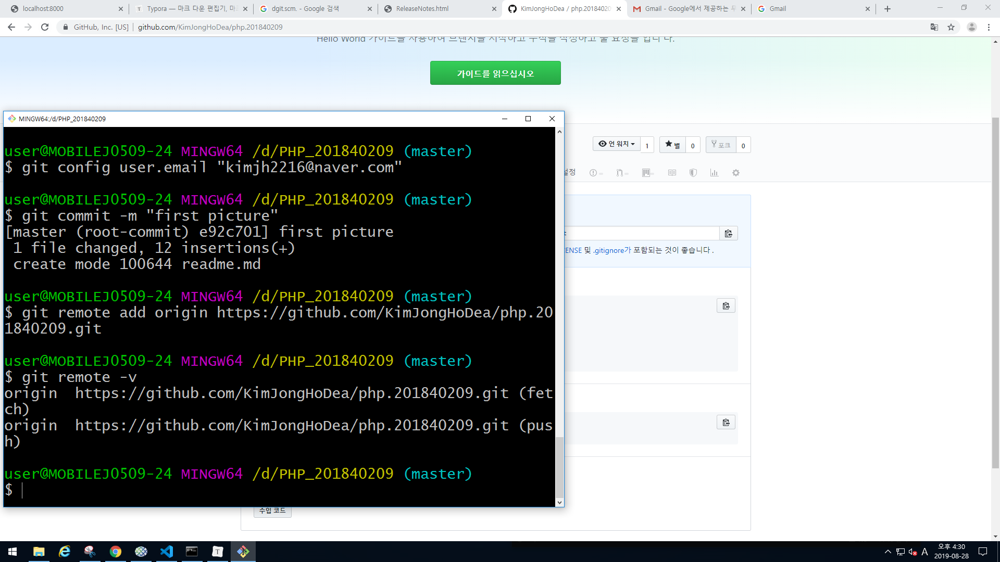 localhost:8000
Typora — 마크 다운 편집기, 마크
dgit.scm. - Google 검색
ReleaseNotes.html
KimJongHoDea / php.20184020
Gmail - Google에서 제공하는 무
Gmail
GitHub, Inc. [US]
github.com/KimJongHoDea/php.201840209
Hello World 가이드를 사용하여 브랜치를 시작하고 주석을 작성하고 풀 요청을 입니다.
가이드를 읽으십시오
언 워치 1
별 0
포크 0
설정
ENSE 및 .gitignore가 포함되는 것이 좋습니다 .
MINGW64:/d/PHP_201840209
user@MOBILEJ0509-24 MINGW64 /d/PHP_201840209 (master)
$ git config user.email "kimjh2216@naver.com"
user@MOBILEJ0509-24 MINGW64 /d/PHP_201840209 (master)
$ git commit -m "first picture"
[master (root-commit) e92c701] first picture
 1 file changed, 12 insertions(+)
 create mode 100644 readme.md
user@MOBILEJ0509-24 MINGW64 /d/PHP_201840209 (master)
$ git remote add origin https://github.com/KimJongHoDea/php.20
1840209.git
user@MOBILEJ0509-24 MINGW64 /d/PHP_201840209 (master)
$ git remote -v
origin  https://github.com/KimJongHoDea/php.201840209.git (fet
ch)
origin  https://github.com/KimJongHoDea/php.201840209.git (pus
h)
user@MOBILEJ0509-24 MINGW64 /d/PHP_201840209 (master)
$
수입 코드
A
오후 4:30
2019-08-28